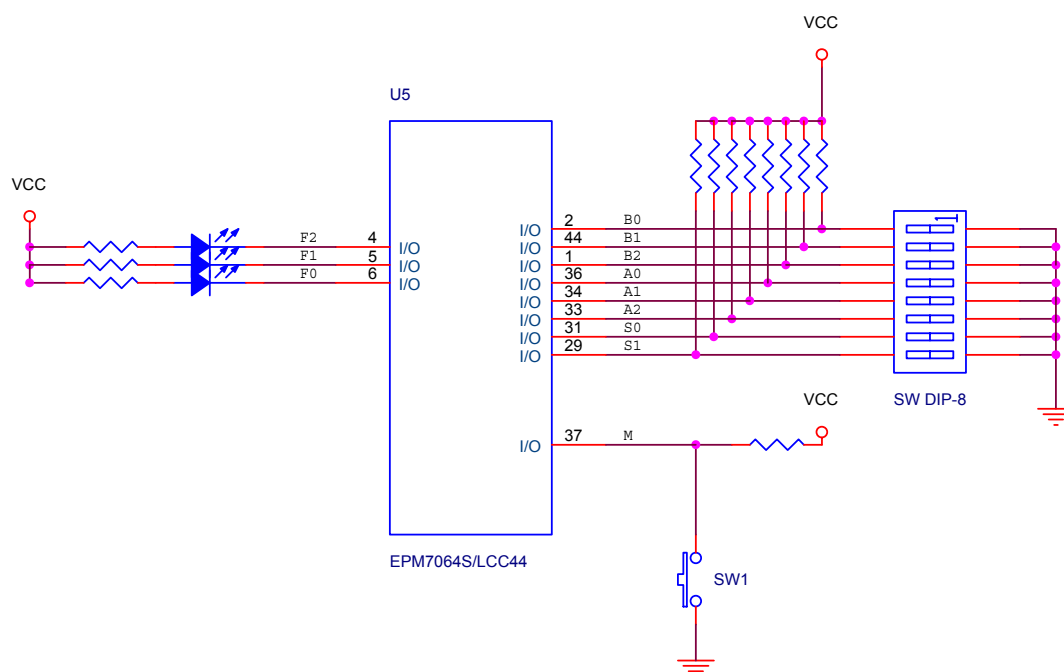 VCC
U5
VCC
F2 4 I/O
F1 5 I/O
F0 6 I/O
I/O 2 B0
I/O 44 B1
I/O 1 B2
I/O 36 A0
I/O 34 A1
I/O 33 A2
I/O 31 S0
I/O 29 S1
1
SW DIP-8
VCC
I/O 37 M
EPM7064S/LCC44
SW1